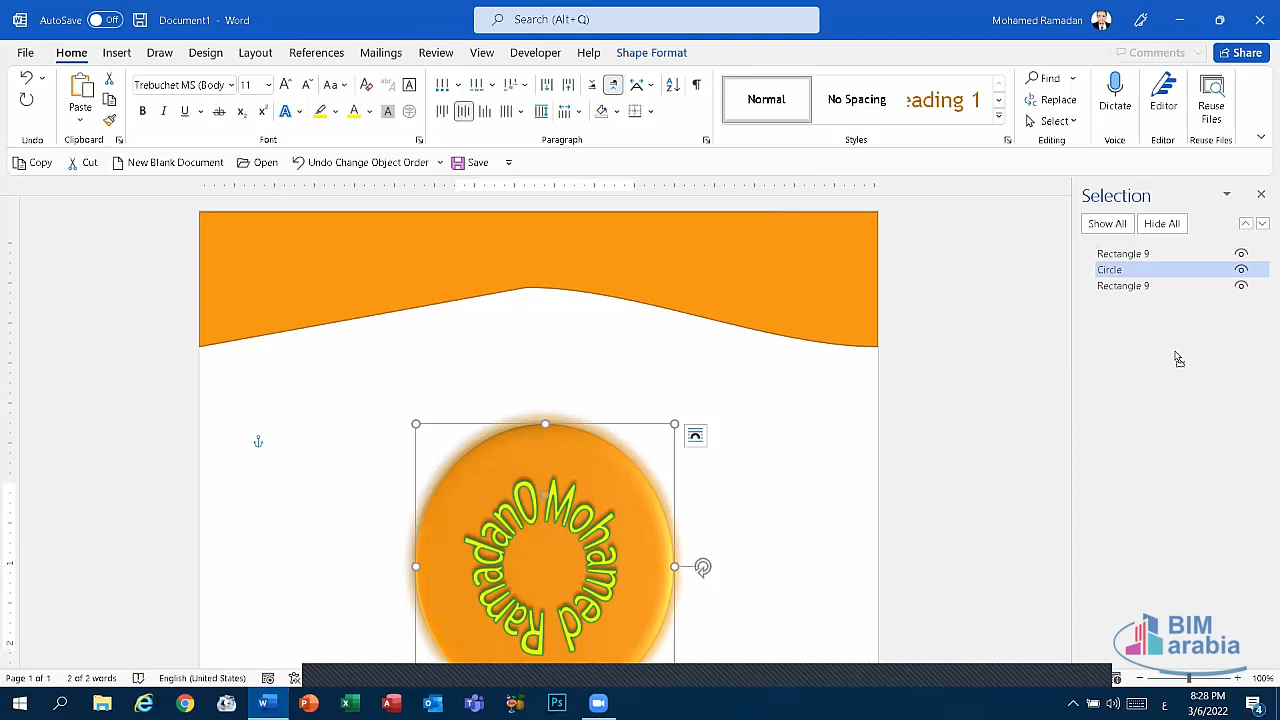 AutoSave Off Document1 - Word Search (Alt+Q) Mohamed Ramadan
File Home Insert Draw Design Layout References Mailings Review View Developer Help Shape Format Comments Share
Trebuchet MS (Body 11 Normal No Spacing eading 1 Find
Paste Replace Dictate Editor Reuse Files
Select
Undo Clipboard Font Paragraph Styles Editing Voice Editor Reuse Files
Copy Cut New Blank Document Open Undo Change Object Order Save
Selection
Show All Hide All
Rectangle 9
Circle
Rectangle 9
Mohamed Ramadan0
BIM
arabia
Page 1 of 1 2 of 2 words English (United States) 100%
8:28 PM
3/6/2022